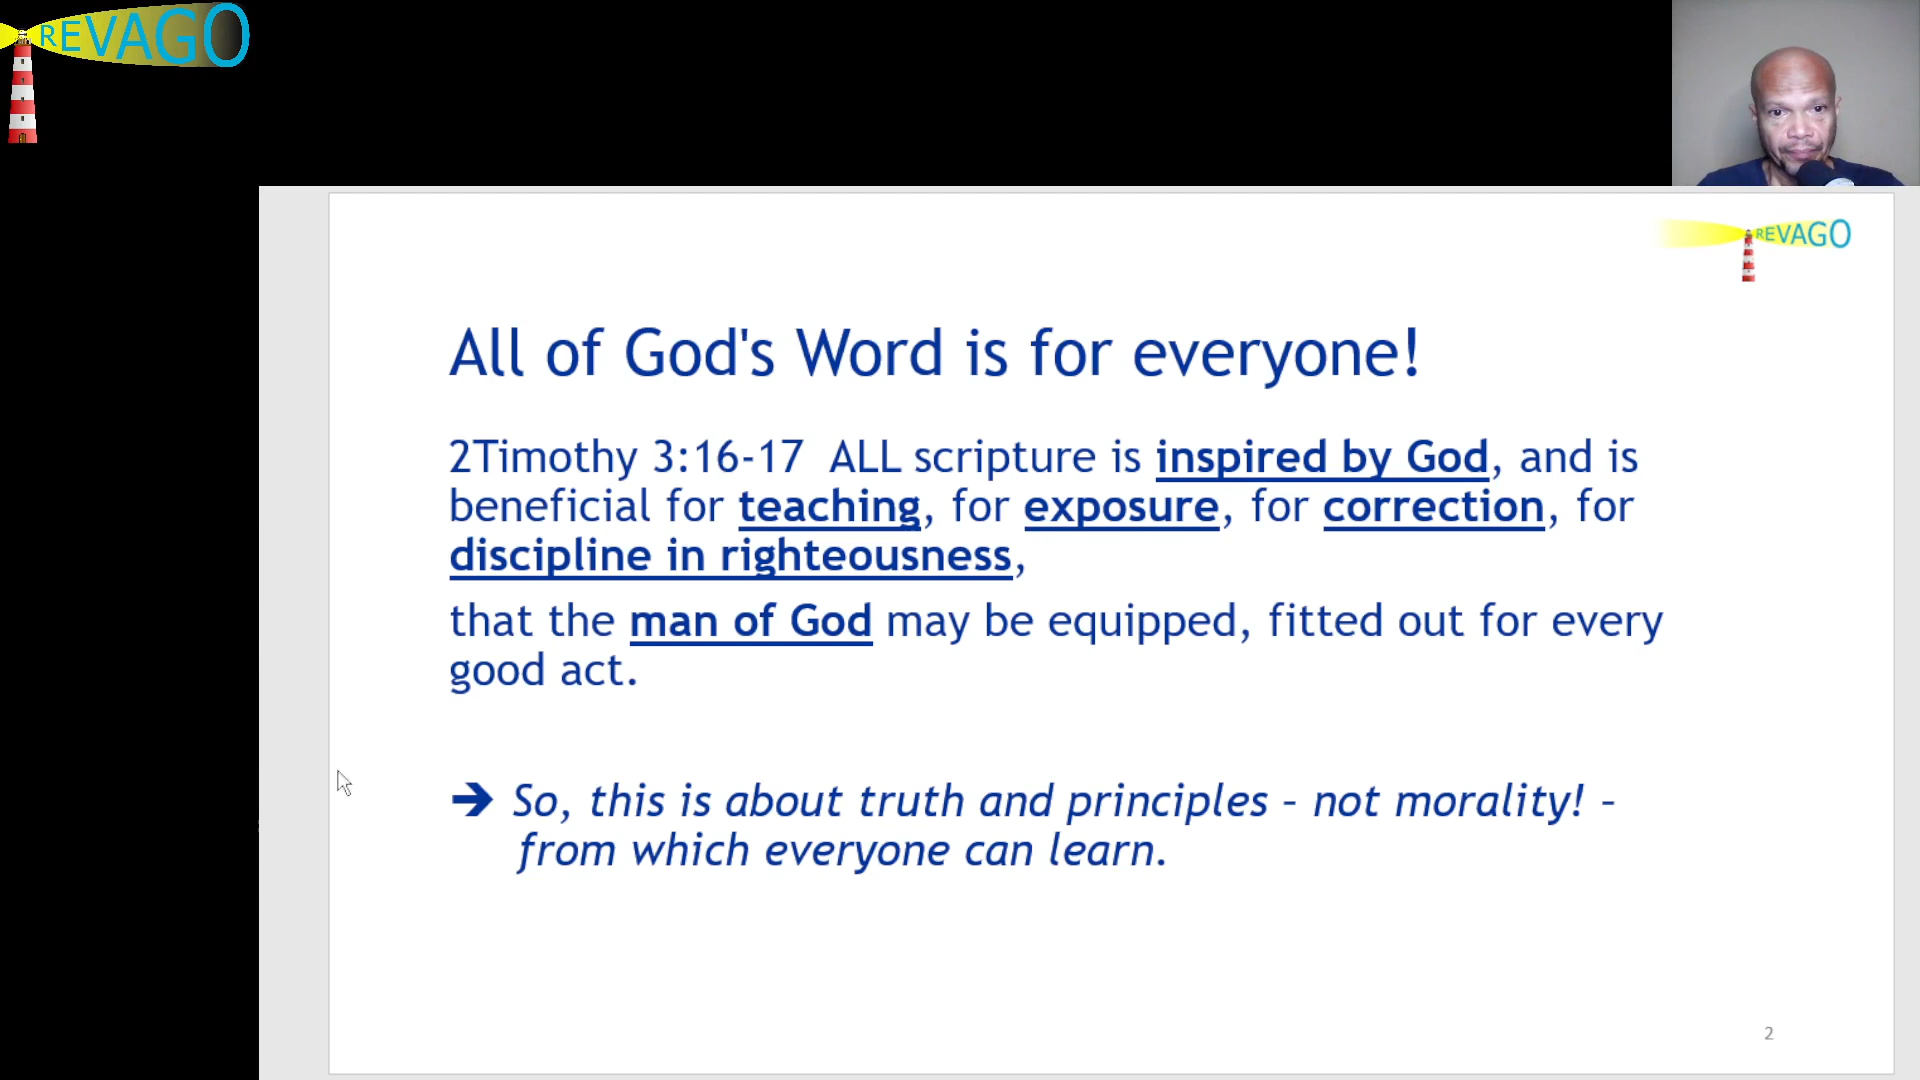 REVAGO
REVAGO
All of God's Word is for everyone!
2Timothy 3:16-17  ALL scripture is inspired by God, and is
beneficial for teaching, for exposure, for correction, for
discipline in righteousness,
that the man of God may be equipped, fitted out for every
good act.
➔ So, this is about truth and principles – not morality! –
from which everyone can learn.
2